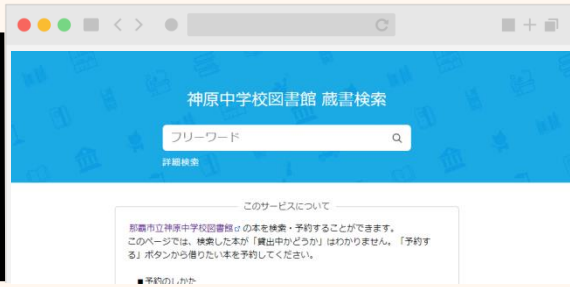 神原中学校図書館 蔵書検索
フリーワード
詳細検索
このサービスについて
那覇市立神原中学校図書館 の本を検索・予約することができます。
このページでは、検索した本が「貸出中かどうか」はわかりません。「予約す
る」ボタンから借りたい本を予約してください。
■予約のしかた